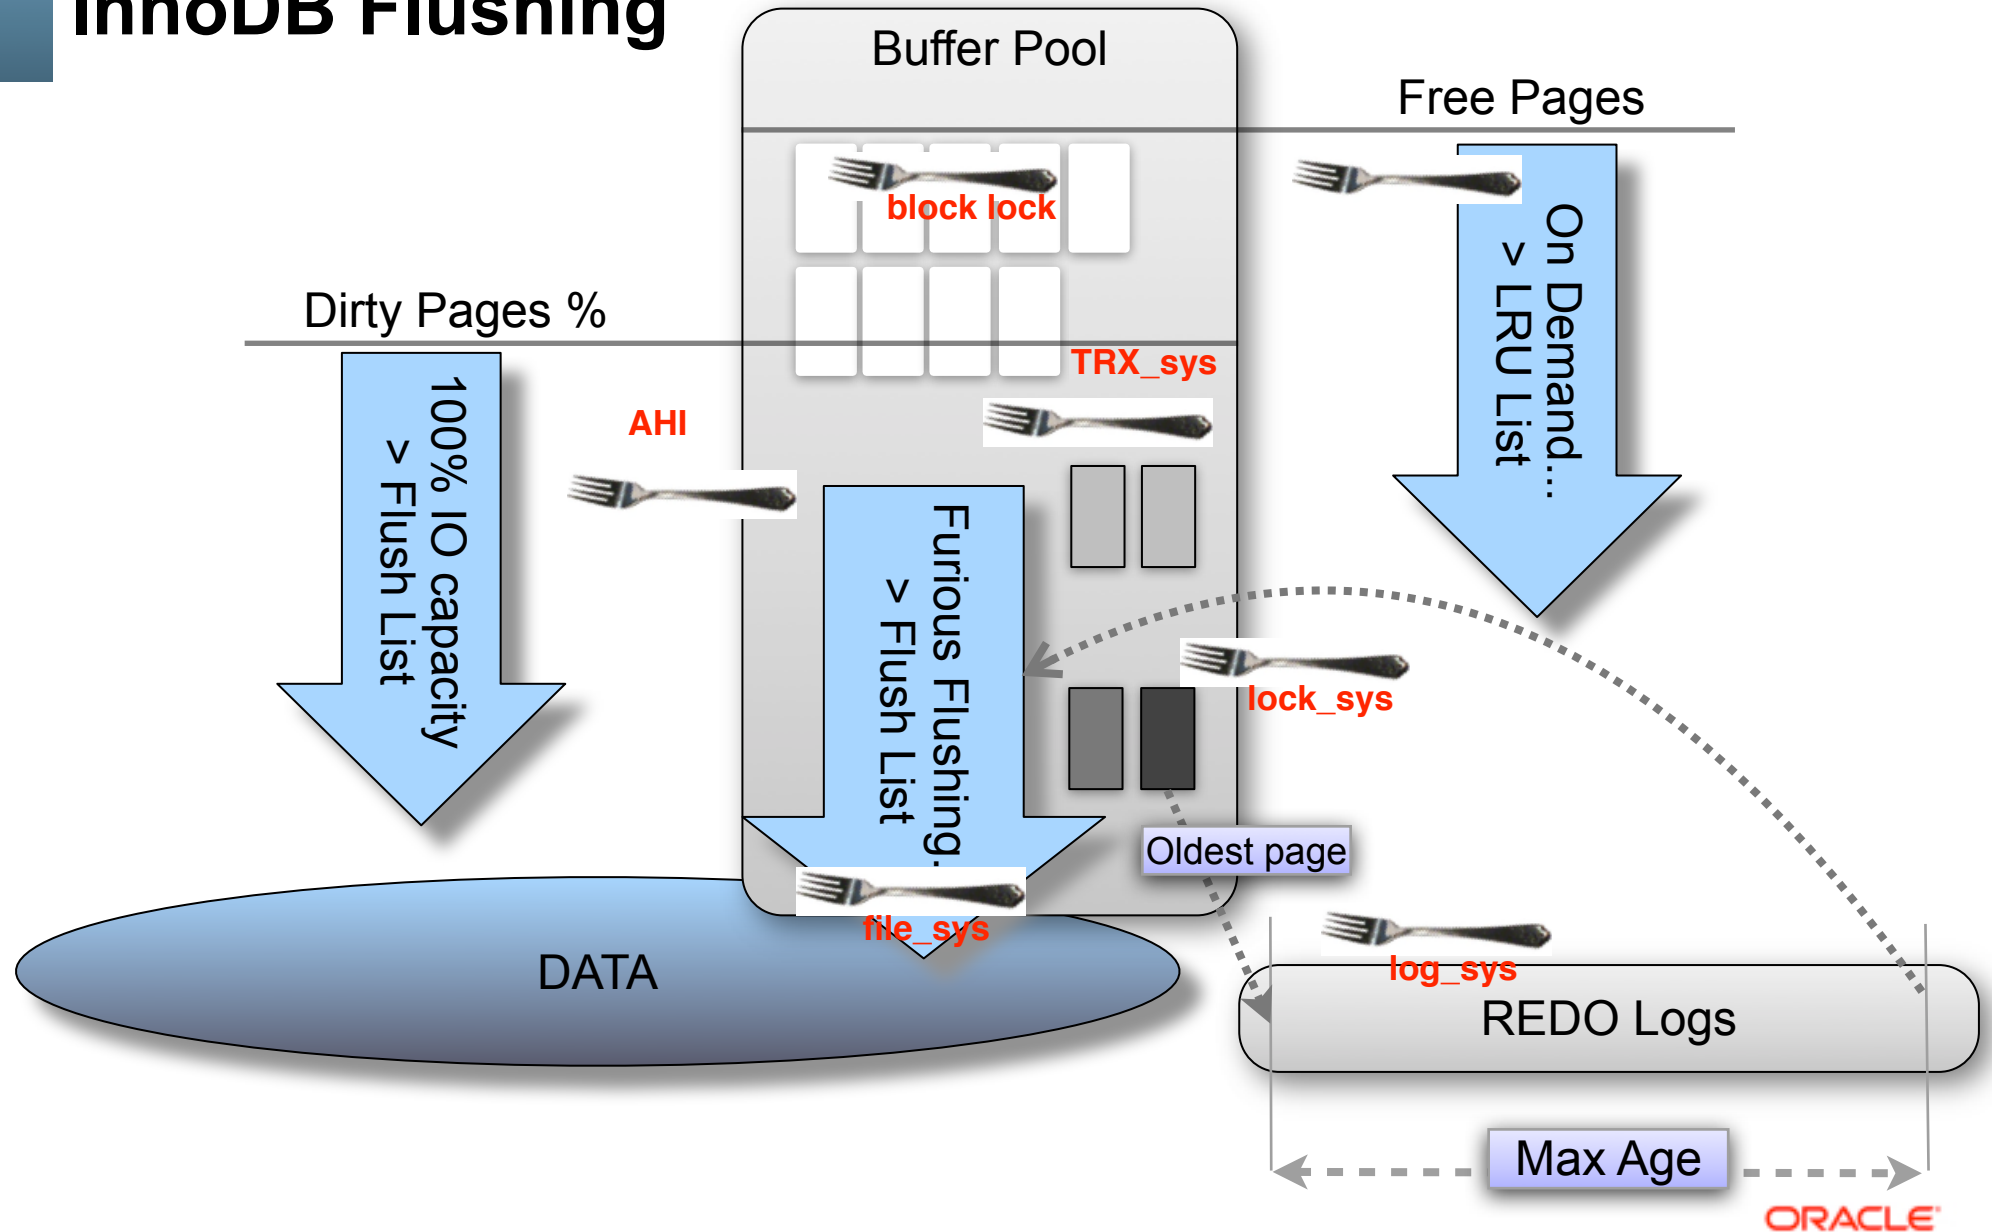 InnoDB Flushing
Buffer Pool
Free Pages
block lock
On Demand...
> LRU List
Dirty Pages %
TRX_sys
100% IO capacity
> Flush List
AHI
Furious Flushing.
> Flush List
lock_sys
Oldest page
file_sys
DATA
log_sys
REDO Logs
Max Age
ORACLE